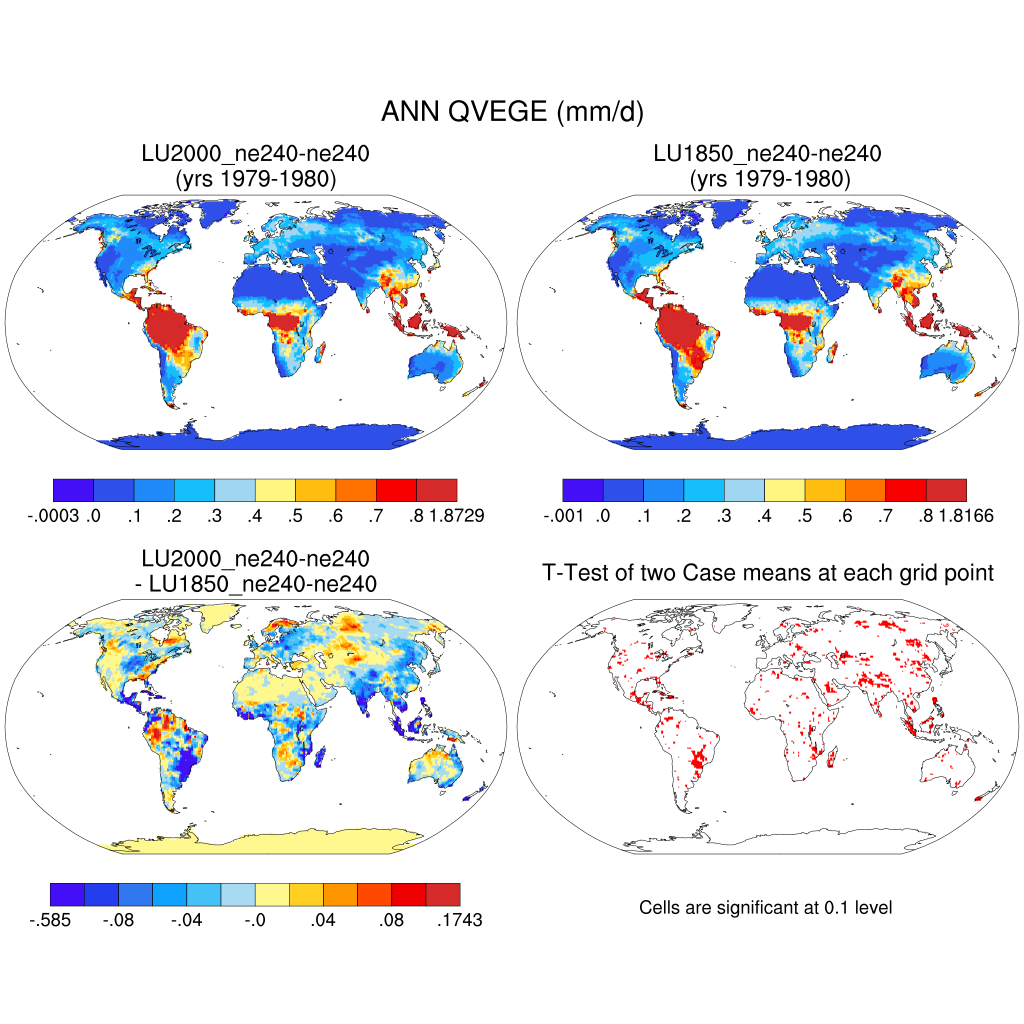 ANN QVEGE (mm/d)
LU2000_ne240-ne240
(yrs 1979-1980)
LU1850_ne240-ne240
(yrs 1979-1980)
-.0003 .0 .1 .2 .3 .4 .5 .6 .7 .8 1.8729
-.001 .0 .1 .2 .3 .4 .5 .6 .7 .8 1.8166
LU2000_ne240-ne240
- LU1850_ne240-ne240
T-Test of two Case means at each grid point
-.585 -.08 -.04 -.0 .04 .08 .1743
Cells are significant at 0.1 level